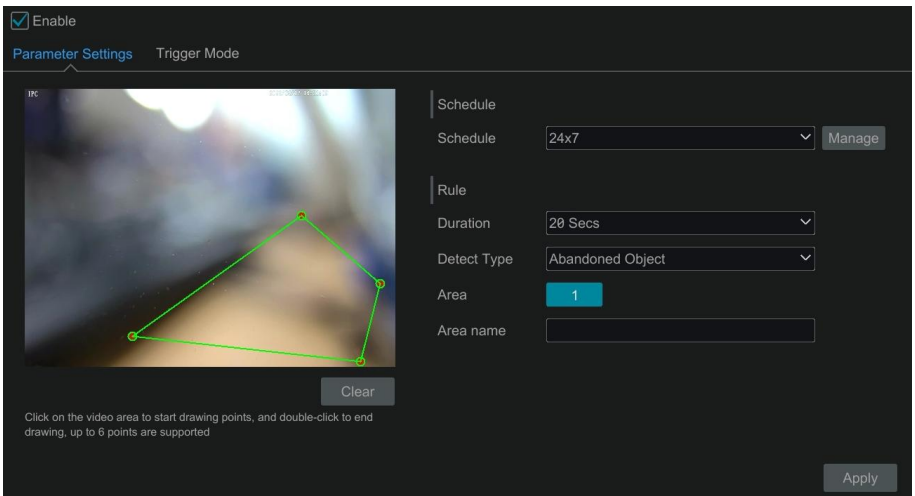 Enable
Parameter Settings Trigger Mode
IPC
Schedule
Schedule 24x7 Manage
Rule
Duration 20 Secs
Detect Type Abandoned Object
Area 1
Area name
Clear
Click on the video area to start drawing points, and double-click to end
drawing, up to 6 points are supported
Apply